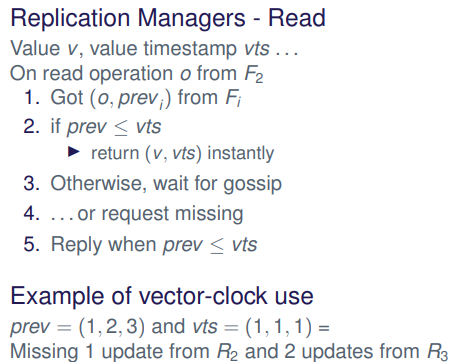 Replication Managers - Read
Value v, value timestamp vts ...
On read operation o from F₂
1. Got (o, prevᵢ) from Fᵢ
2. if prev ≤ vts
▶ return (v, vts) instantly
3. Otherwise, wait for gossip
4. ... or request missing
5. Reply when prev ≤ vts
Example of vector-clock use
prev = (1, 2, 3) and vts = (1, 1, 1) =
Missing 1 update from R₂ and 2 updates from R₃